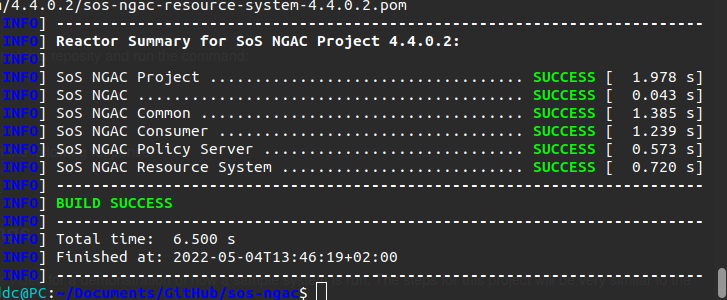 /4.4.0.2/sos-ngac-resource-system-4.4.0.2.pom
INFO] ------------------------------------------------------------------------
INFO] Reactor Summary for SoS NGAC Project 4.4.0.2:
INFO]
INFO] SoS NGAC Project ................................... SUCCESS [  1.978 s]
INFO] SoS NGAC ........................................... SUCCESS [  0.043 s]
INFO] SoS NGAC Common .................................... SUCCESS [  1.385 s]
INFO] SoS NGAC Consumer .................................. SUCCESS [  1.239 s]
INFO] SoS NGAC Policy Server ............................. SUCCESS [  0.573 s]
INFO] SoS NGAC Resource System ........................... SUCCESS [  0.720 s]
INFO] ------------------------------------------------------------------------
INFO] BUILD SUCCESS
INFO] ------------------------------------------------------------------------
INFO] Total time:  6.500 s
INFO] Finished at: 2022-05-04T13:46:19+02:00
INFO] ------------------------------------------------------------------------
ddc@PC:~/Documents/GitHub/sos-ngac$